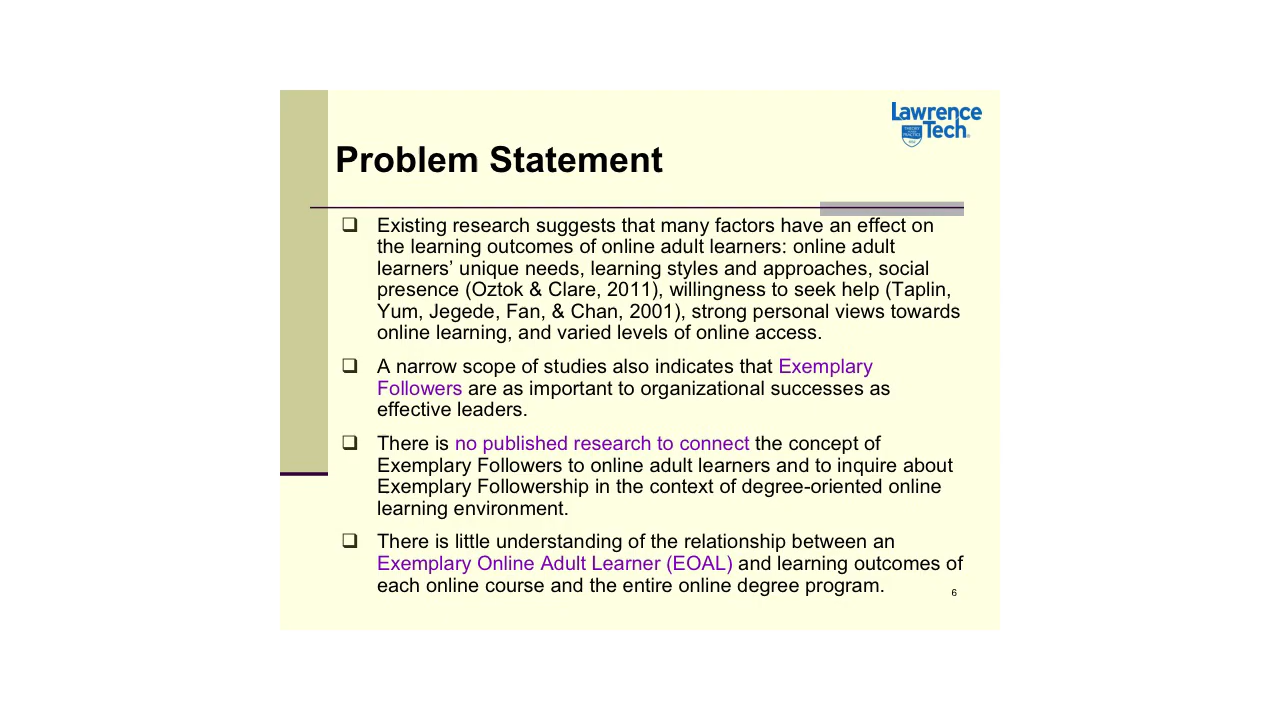 Lawrence
Tech
THEORY
AND
PRACTICE
Problem Statement
Existing research suggests that many factors have an effect on
the learning outcomes of online adult learners: online adult
learners’ unique needs, learning styles and approaches, social
presence (Oztok & Clare, 2011), willingness to seek help (Taplin,
Yum, Jegede, Fan, & Chan, 2001), strong personal views towards
online learning, and varied levels of online access.
A narrow scope of studies also indicates that Exemplary
Followers are as important to organizational successes as
effective leaders.
There is no published research to connect the concept of
Exemplary Followers to online adult learners and to inquire about
Exemplary Followership in the context of degree-oriented online
learning environment.
There is little understanding of the relationship between an
Exemplary Online Adult Learner (EOAL) and learning outcomes of
each online course and the entire online degree program.
6